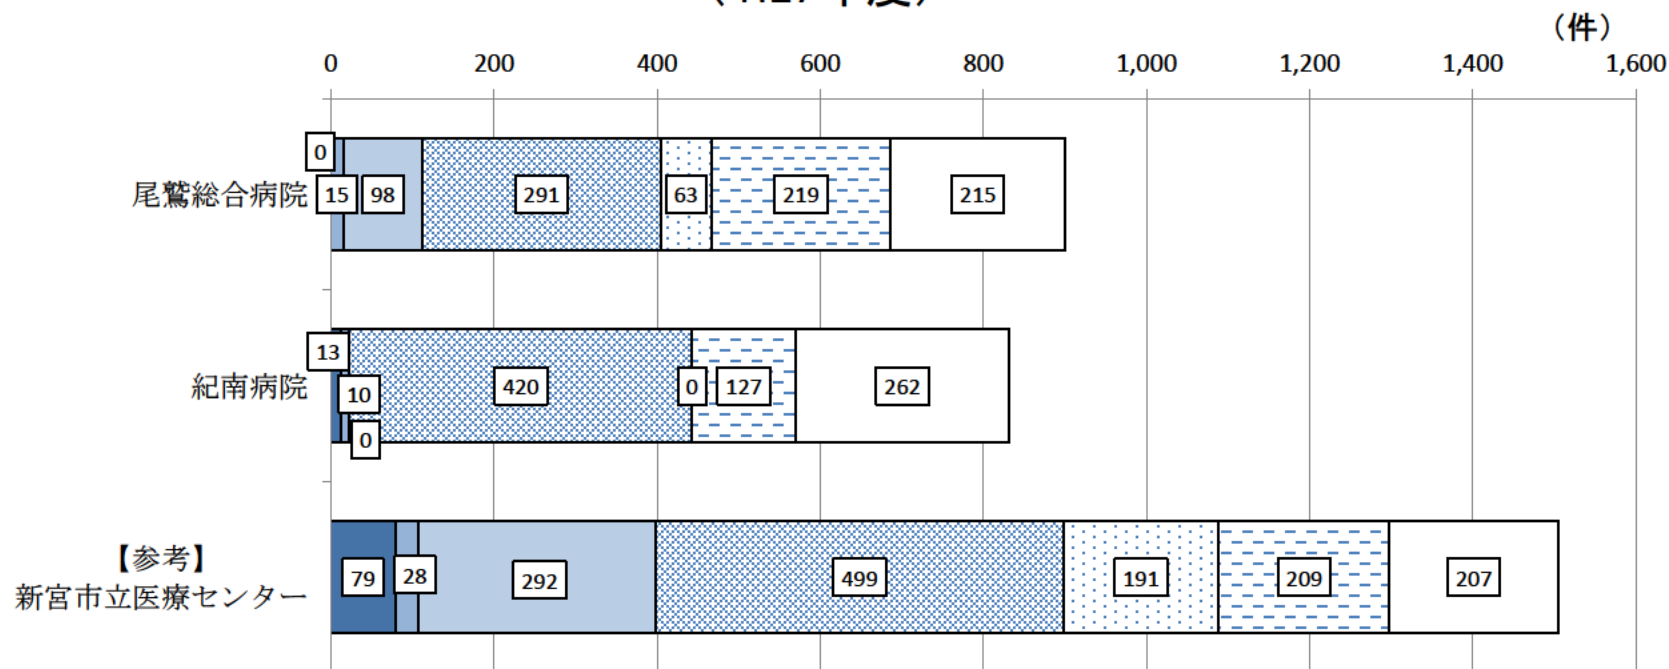 (件)
0 200 400 600 800 1,000 1,200 1,400 1,600
0
尾鷲総合病院 15 98 291 63 219 215
13
紀南病院 10 420 0 127 262
0
【参考】
新宮市立医療センター 79 28 292 499 191 209 207